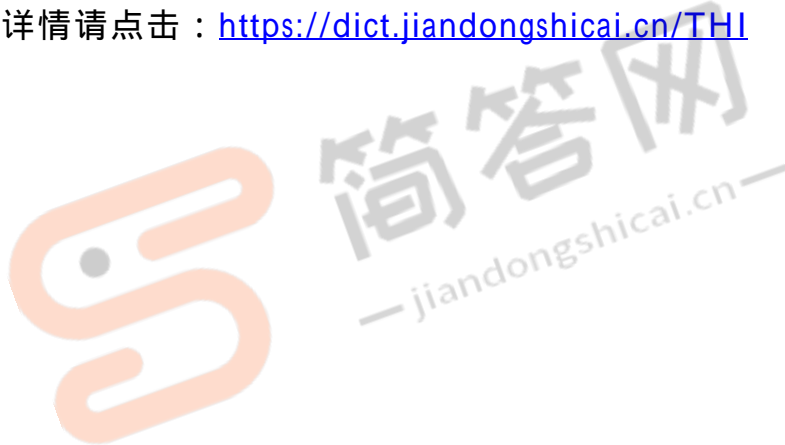 详情请点击：https://dict.jiandongshicai.cn/THI
简答网
jiandongshicai.cn